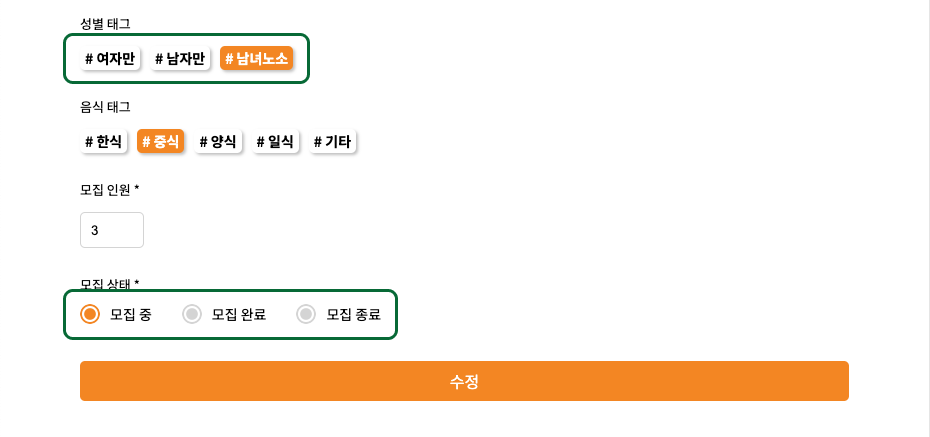 성별 태그
# 여자만 # 남자만 # 남녀노소
음식 태그
# 한식 # 중식 # 양식 # 일식 # 기타
모집 인원 *
3
모집 상태 *
모집 중 모집 완료 모집 종료
수정